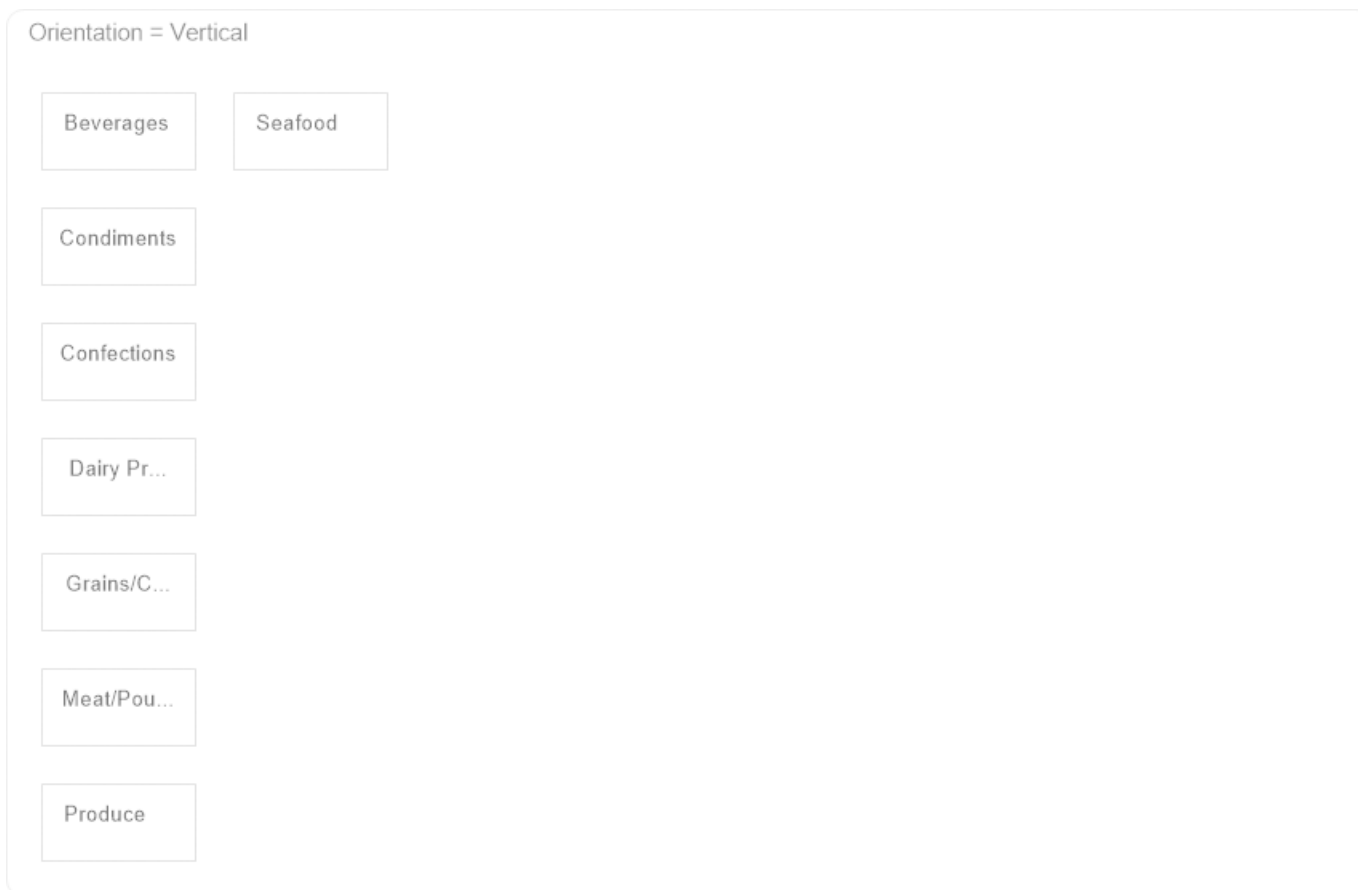 Orientation = Vertical
Beverages
Seafood
Condiments
Confections
Dairy Pr...
Grains/C...
Meat/Pou...
Produce